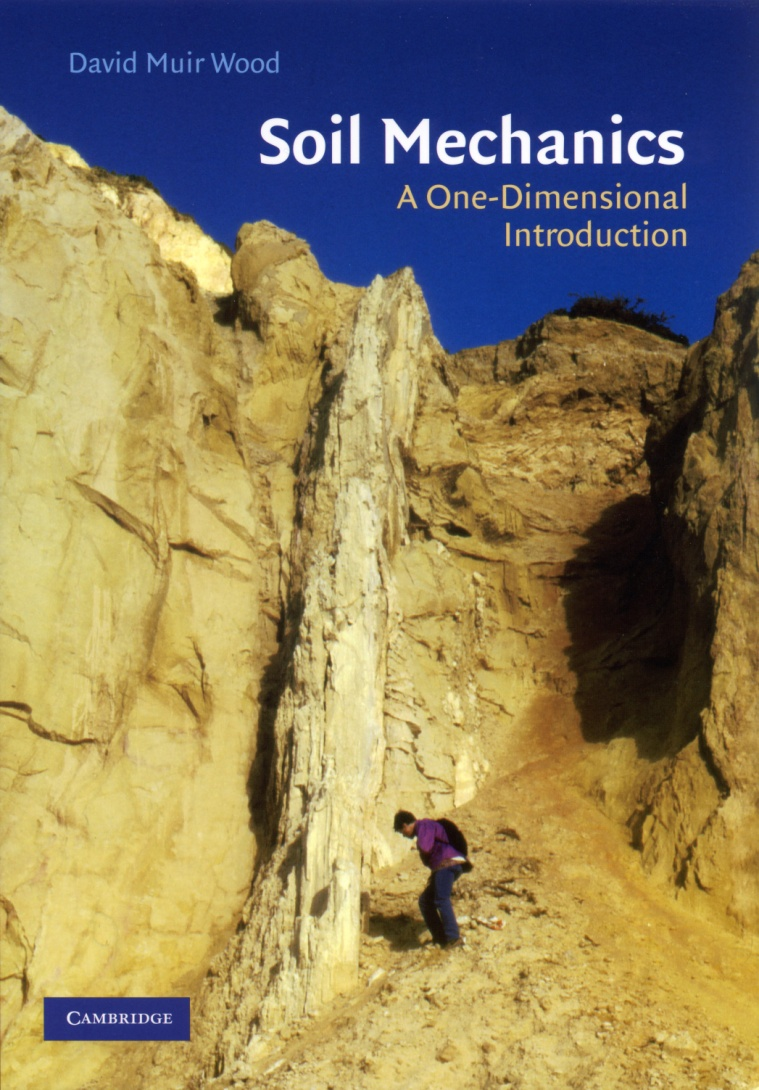 David Muir Wood
Soil Mechanics
A One-Dimensional
Introduction
CAMBRIDGE